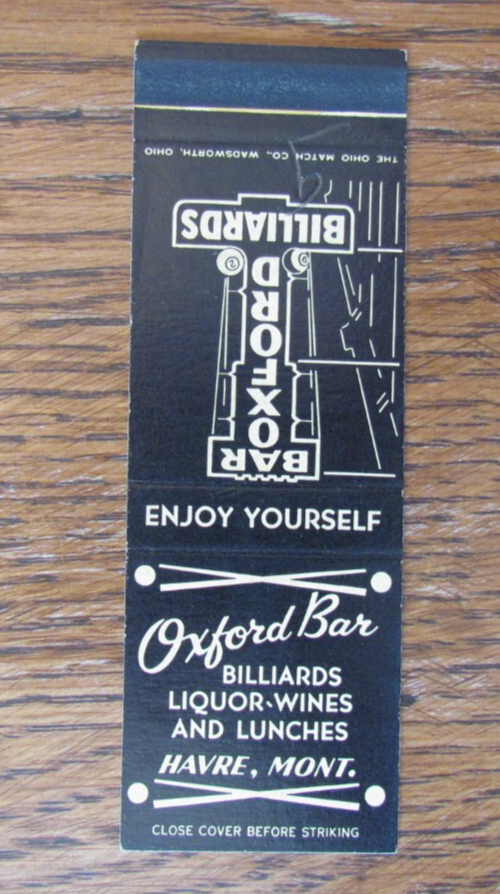 BAR
OXFORD
2
BILLIARDS
THE OHIO MATCH CO., WADSWORTH, OHIO
ENJOY YOURSELF
Oxford Bar
BILLIARDS
LIQUOR-WINES
AND LUNCHES
HAVRE, MONT.
CLOSE COVER BEFORE STRIKING